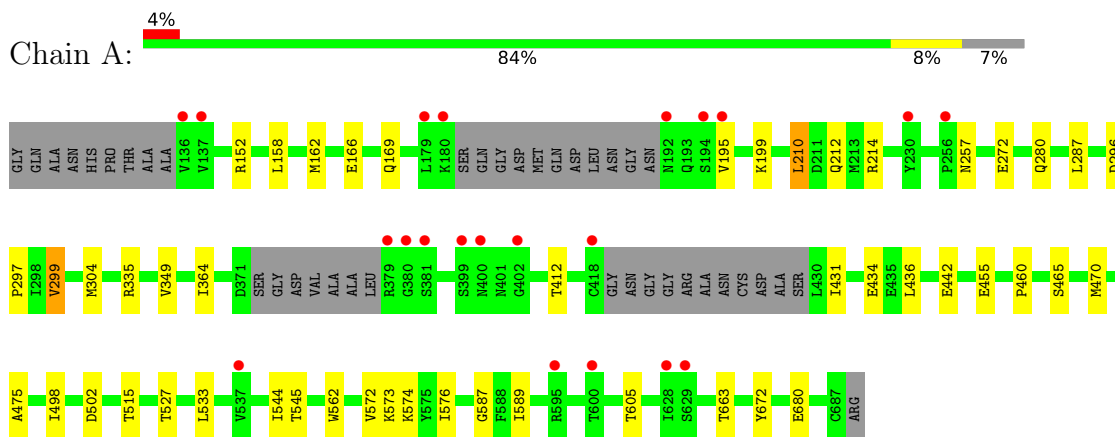 4%
Chain A:
84% 8% 7%
GLY GLN ALA ASN HIS PRO THR ALA ALA V136 V137 R152 L158 M162 E166 Q169 L179 K180 SER GLN GLY ASP MET GLN ASP LEU ASN GLY ASN N192 Q193 S194 V195 K199 L210 D211 Q212 M213 R214 Y230 P256 N257 E272 Q280 L287
P297 I298 V299 M304 R335 V349 I364 D371 SER GLY ASP VAL ALA ALA LEU R379 G380 S381 S399 N400 N401 G402 T412 C418 GLY ASN GLY GLY ARG ALA ASN CYS ASP ALA SER L430 I431 E434 E435 L436 E442 E455 P460 S465 M470
A475 I498 D502 T515 T527 L533 V537 I544 T545 W562 V572 K573 K574 Y575 I576 G587 F588 I589 R595 T600 T605 I628 S629 T663 Y672 E680 C687 ARG